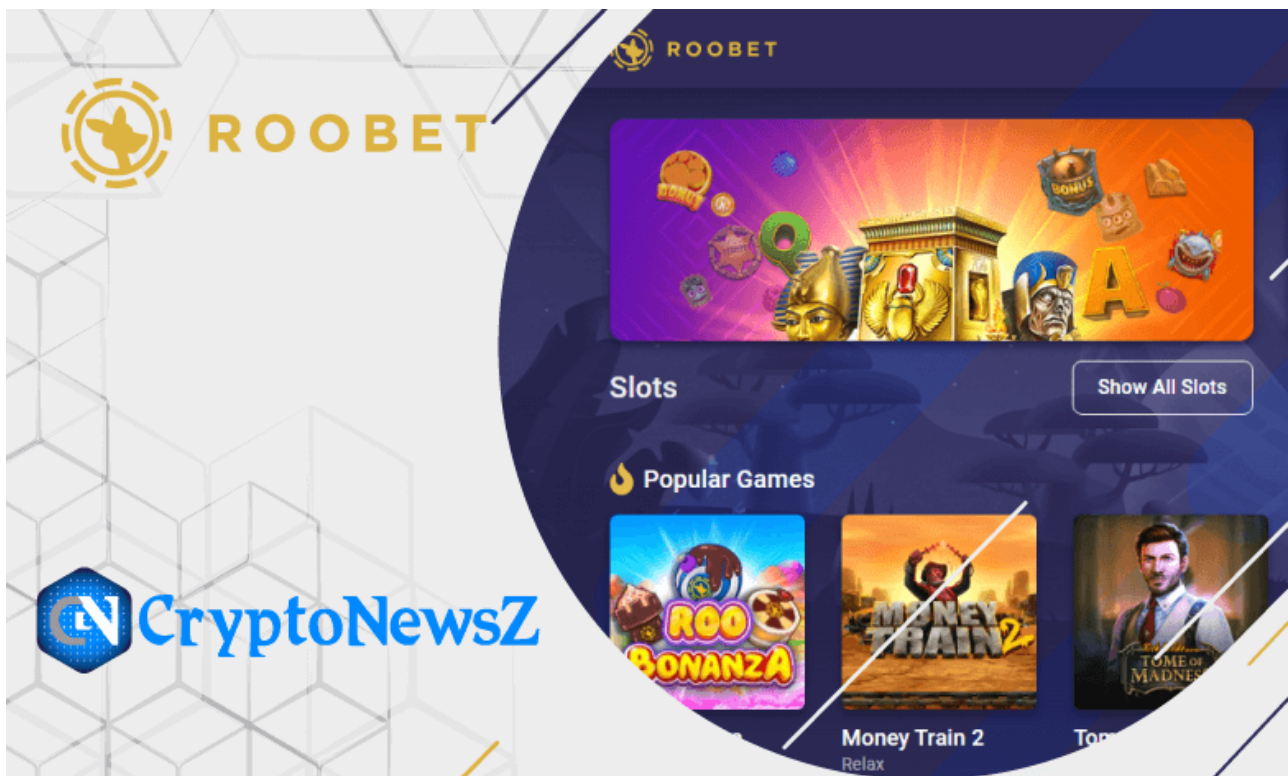 ROOBET
CryptoNewsZ
ROOBET
BONUS
Q
BONUS
A
Slots
Show All Slots
Popular Games
ROO
BONANZA
MONEY
TRAIN 2
TOME OF
MADNESS
Money Train 2
Relax